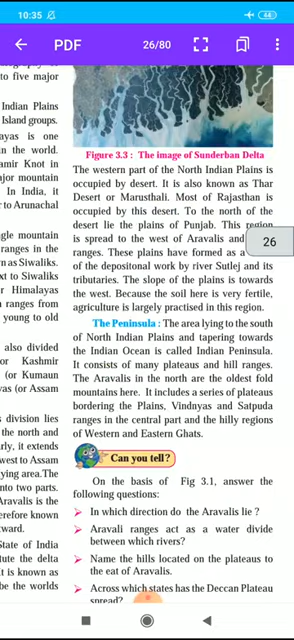 10:35
44
PDF
26/80
to five major
Indian Plains
Island groups.
ayas is one
in the world.
amir Knot in
ajor mountain
In India, it
r to Arunachal
ngle mountain
ranges in the
n as Siwaliks.
xt to Siwaliks
r Himalayas
n ranges from
young to old
also divided
or Kashmir
(or Kumaun
yas (or Assam
s division lies
the north and
rly, it extends
west to Assam
ying area. The
nto two parts.
Aravalis is the
erefore known
tward.
State of India
tute the delta
It is known as
be the worlds
Figure 3.3 : The image of Sunderban Delta
The western part of the North Indian Plains is
occupied by desert. It is also known as Thar
Desert or Marusthali. Most of Rajasthan
is occupied by this desert. To the north of the
desert lie the plains of Punjab. This region
is spread to the west of Aravalis and
ranges. These plains have formed as a
of the depositional work by river Sutlej and its
tributaries. The slope of the plains is towards
the west. Because the soil here is very fertile,
agriculture is largely practised in this region.
26
The Peninsula : The area lying to the south
of North Indian Plains and tapering towards
the Indian Ocean is called Indian Peninsula.
It consists of many plateaus and hill ranges.
The Aravalis in the north are the oldest fold
mountains here. It includes a series of plateaus
bordering the Plains, Vindnyas and Satpuda
ranges in the central part and the hilly regions
of Western and Eastern Ghats.
Can you tell?
On the basis of Fig 3.1, answer the
following questions:
In which direction do the Aravalis lie ?
Aravali ranges act as a water divide
between which rivers?
Name the hills located on the plateaus to
the eat of Aravalis.
Across which states has the Deccan Plateau
spread?